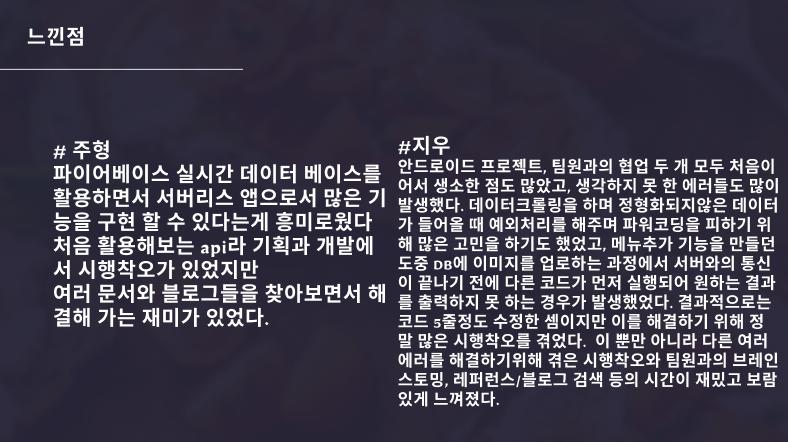 느낀점
# 주형
파이어베이스 실시간 데이터 베이스를
활용하면서 서버리스 앱으로서 많은 기
능을 구현 할 수 있다는게 흥미로웠다
처음 활용해보는 api라 기획과 개발에
서 시행착오가 있었지만
여러 문서와 블로그들을 찾아보면서 해
결해 가는 재미가 있었다.
#지우
안드로이드 프로젝트, 팀원과의 협업 두 개 모두 처음이
어서 생소한 점도 많았고, 생각하지 못 한 에러들도 많이
발생했다. 데이터크롤링을 하며 정형화되지않은 데이터
가 들어올 때 예외처리를 해주며 파워코딩을 피하기 위
해 많은 고민을 하기도 했었고, 메뉴추가 기능을 만들던
도중 DB에 이미지를 업로하는 과정에서 서버와의 통신
이 끝나기 전에 다른 코드가 먼저 실행되어 원하는 결과
를 출력하지 못 하는 경우가 발생했었다. 결과적으로는
코드 5줄정도 수정한 셈이지만 이를 해결하기 위해 정
말 많은 시행착오를 겪었다.  이 뿐만 아니라 다른 여러
에러를 해결하기위해 겪은 시행착오와 팀원과의 브레인
스토밍, 레퍼런스/블로그 검색 등의 시간이 재밌고 보람
있게 느껴졌다.